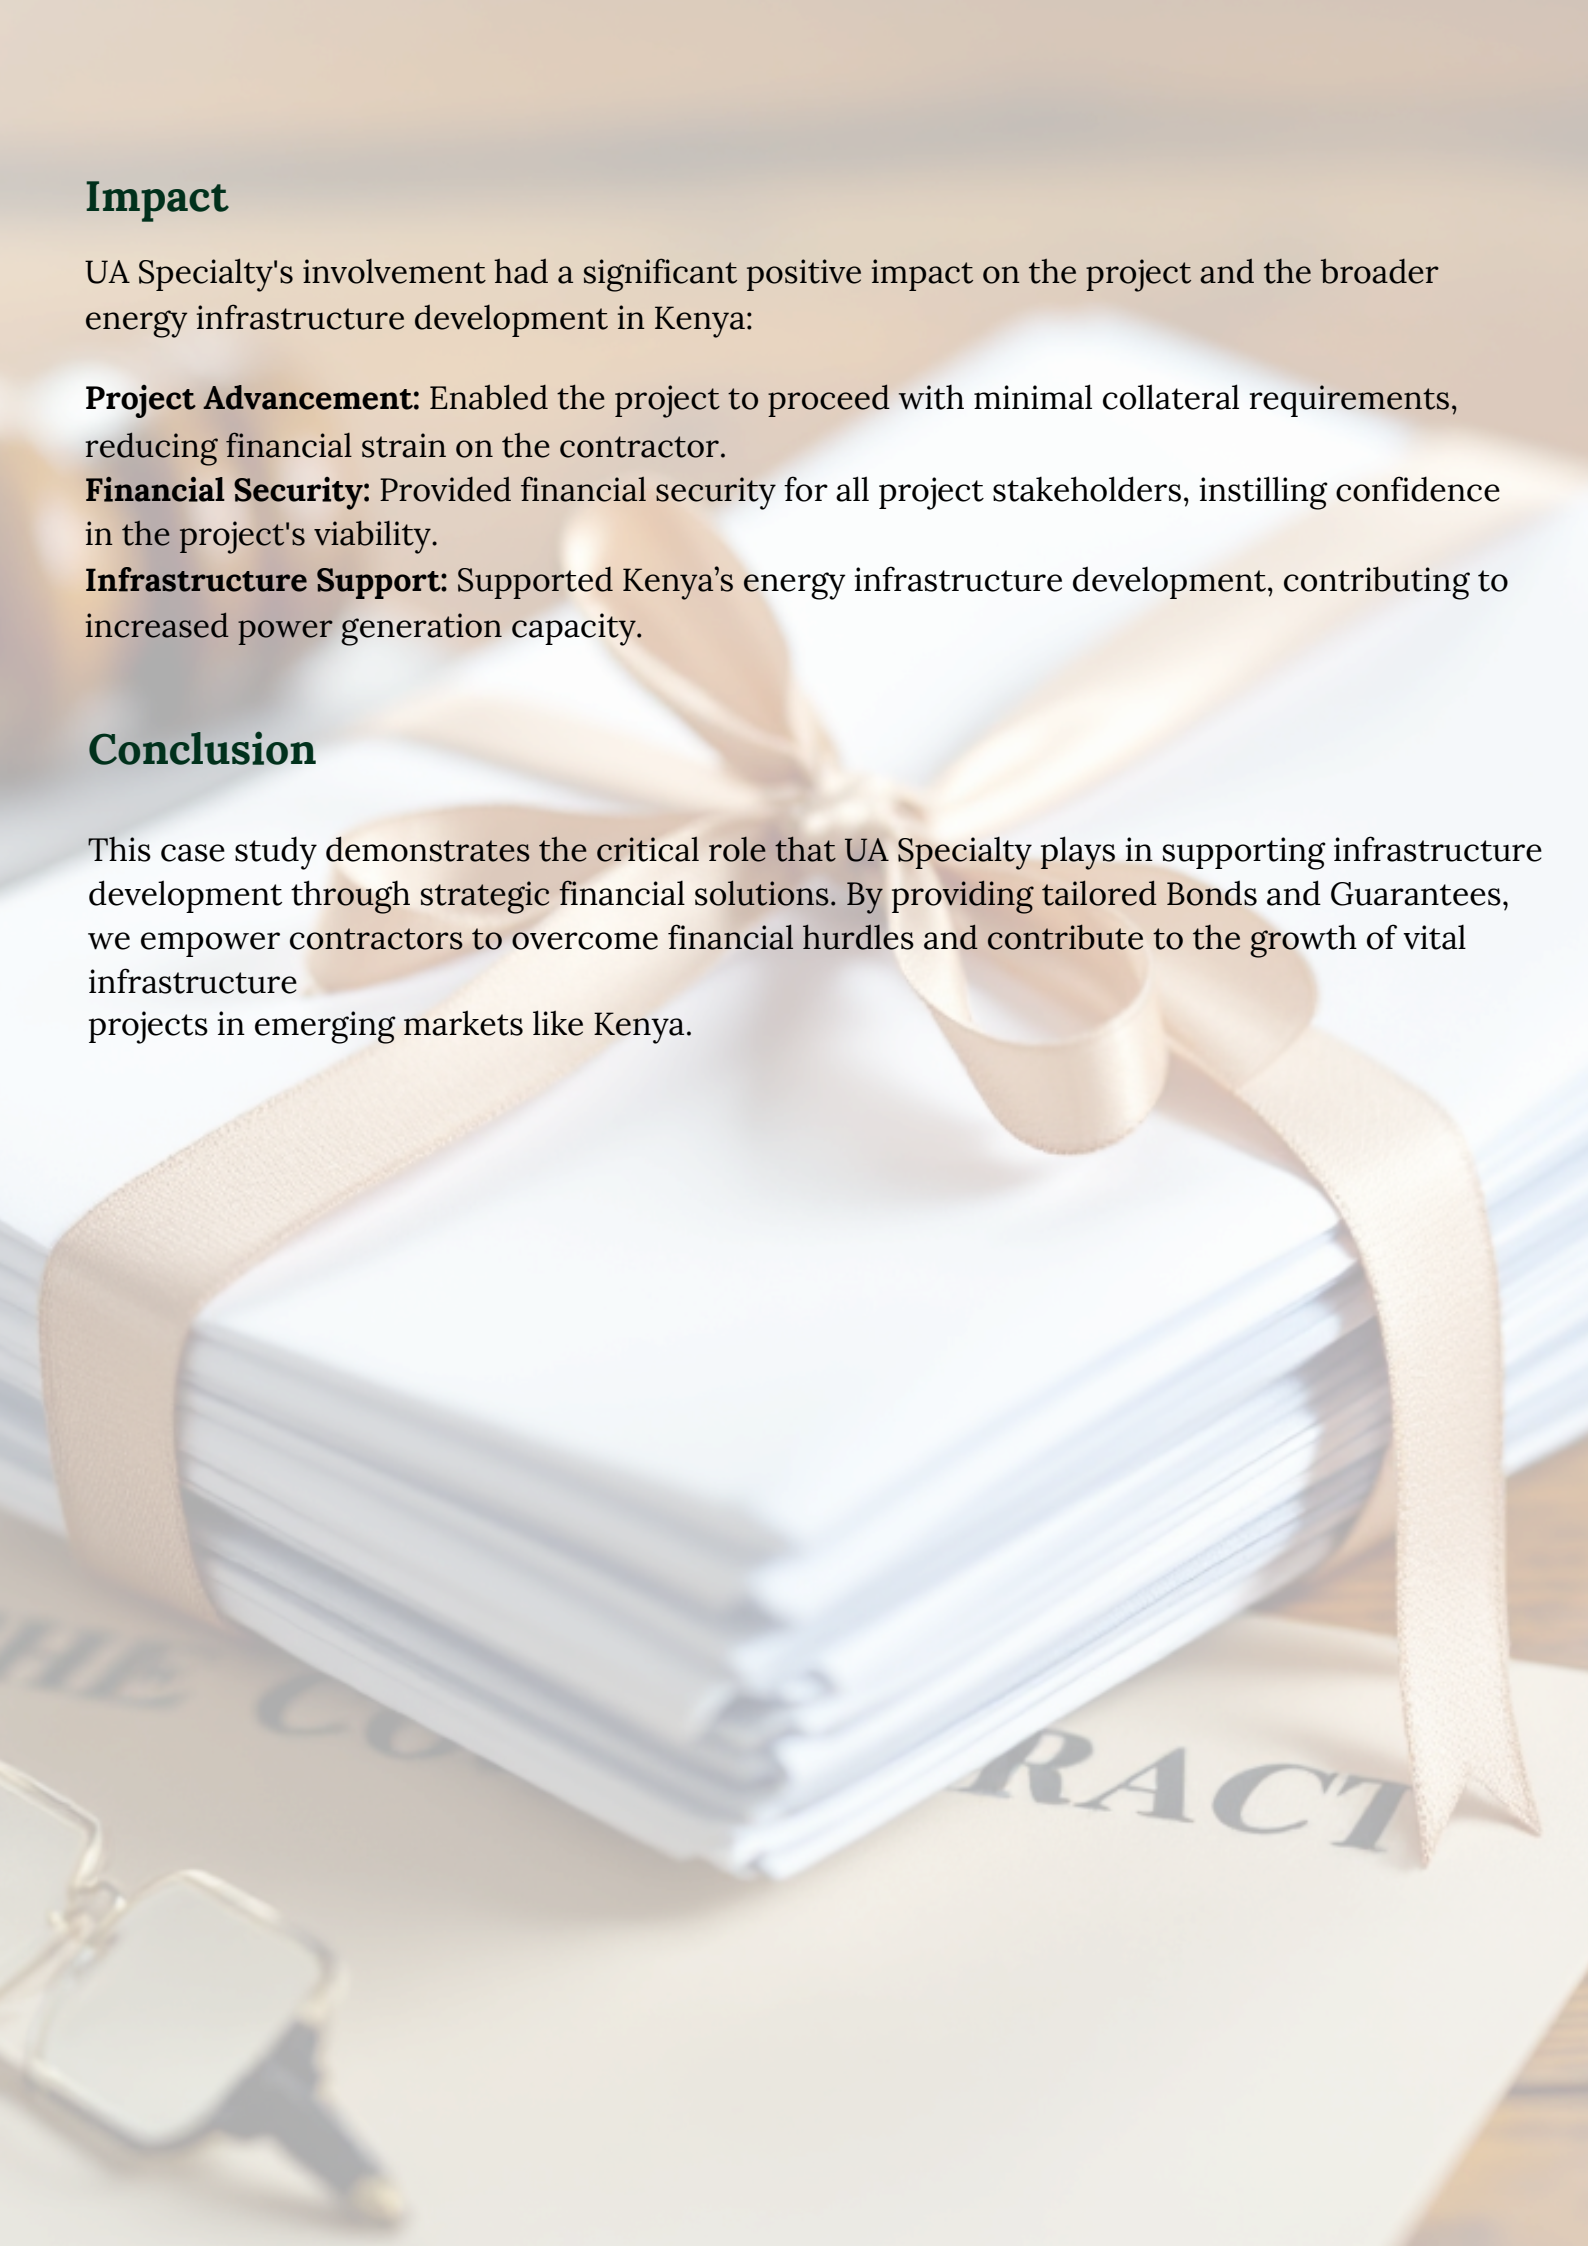 Impact
UA Specialty's involvement had a significant positive impact on the project and the broader
energy infrastructure development in Kenya:
Project Advancement: Enabled the project to proceed with minimal collateral requirements,
reducing financial strain on the contractor.
Financial Security: Provided financial security for all project stakeholders, instilling confidence
in the project's viability.
Infrastructure Support: Supported Kenya’s energy infrastructure development, contributing to
increased power generation capacity.
Conclusion
This case study demonstrates the critical role that UA Specialty plays in supporting infrastructure
development through strategic financial solutions. By providing tailored Bonds and Guarantees,
we empower contractors to overcome financial hurdles and contribute to the growth of vital
infrastructure
projects in emerging markets like Kenya.
HE CO RACT